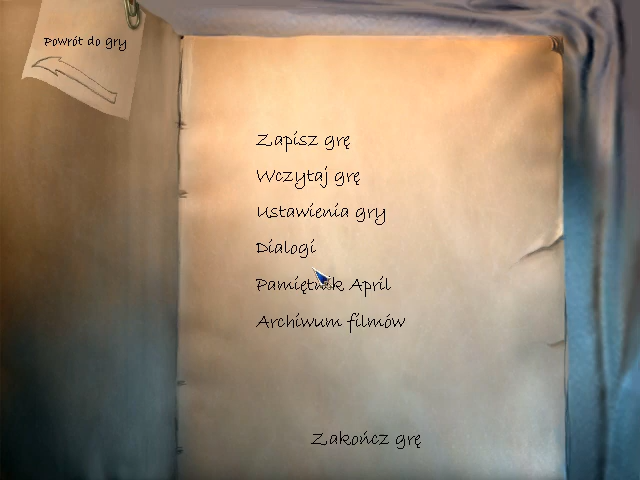 Powrót do gry
Zapisz grę
Wczytaj grę
Ustawienia gry
Dialogi
Pamiętnik April
Archiwum filmów
Zakończ grę